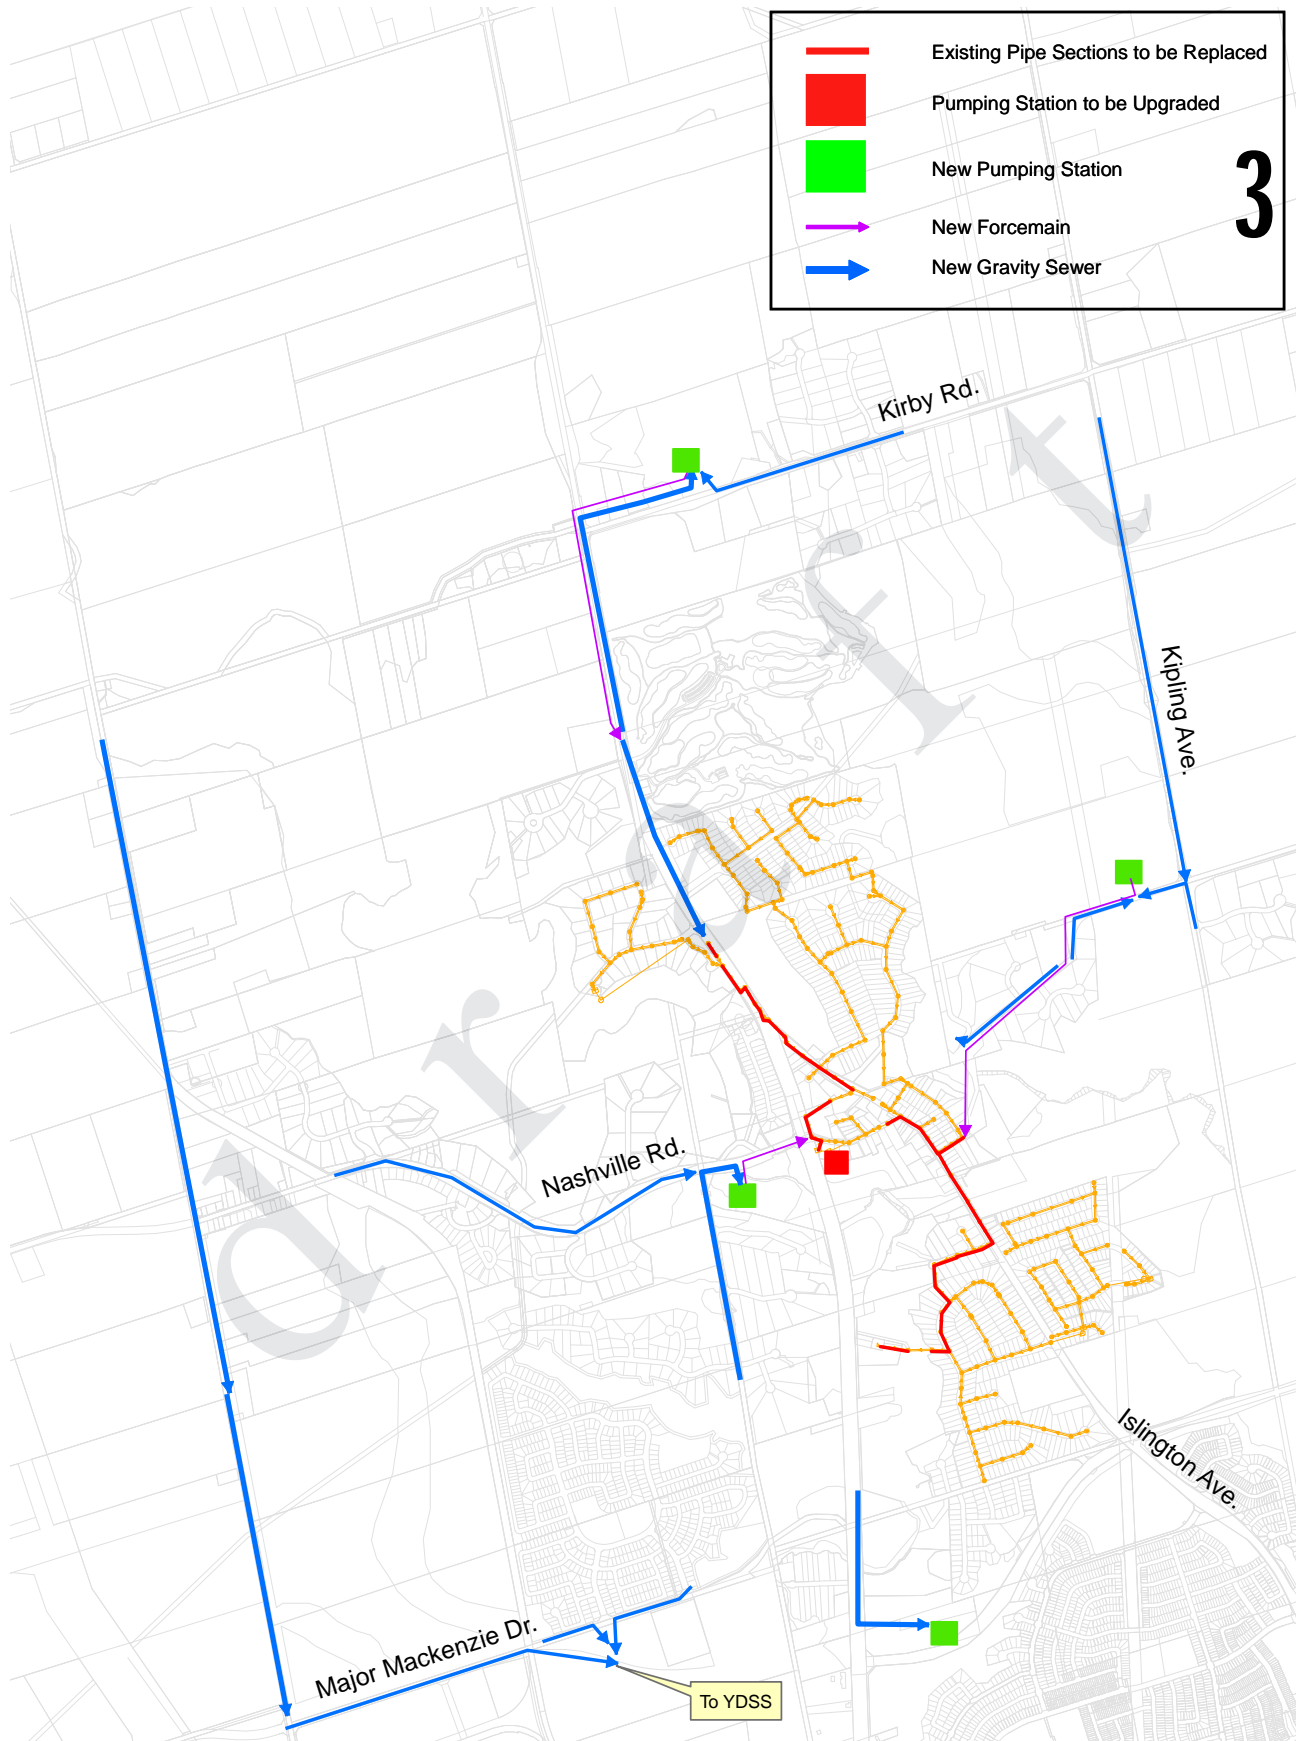 Existing Pipe Sections to be Replaced
Pumping Station to be Upgraded
New Pumping Station
3
New Forcemain
New Gravity Sewer
Kirby Rd.
Kipling Ave.
draft
Nashville Rd.
Islington Ave.
Major Mackenzie Dr.
To YDSS